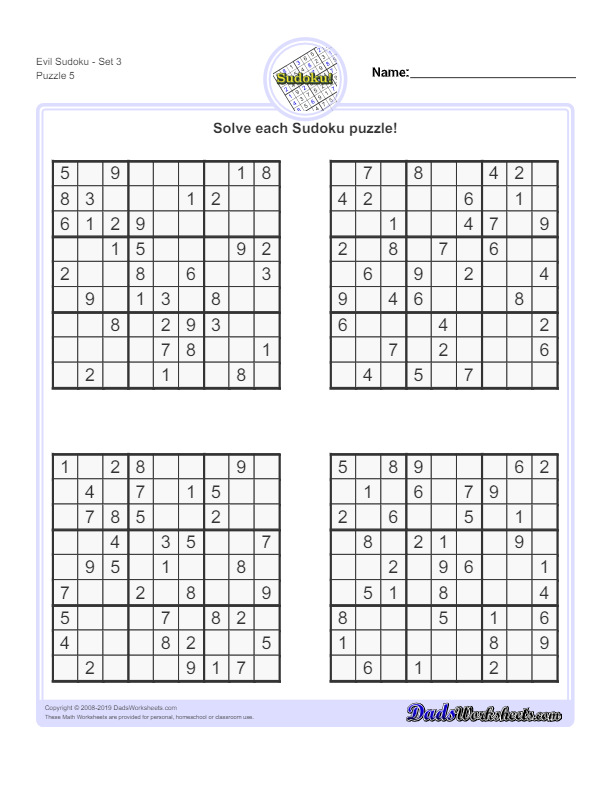 Evil Sudoku - Set 3
Puzzle 5
Sudoku!
Name:
Solve each Sudoku puzzle!
5 9 1 8
8 3 1 2
6 1 2 9
1 5 9 2
2 8 6 3
9 1 3 8
8 2 9 3
7 8 1
2 1 8
7 8 4 2
4 2 6 1
1 4 7 9
2 8 7 6
6 9 2 4
9 4 6 8
6 4 2
7 2 6
4 5 7
1 2 8 9
4 7 1 5
7 8 5 2
4 3 5 7
9 5 1 8
7 2 8 9
5 7 8 2
4 8 2 5
2 9 1 7
5 8 9 6 2
1 6 7 9
2 6 5 1
8 2 1 9
2 9 6 1
5 1 8 4
8 5 1 6
1 8 9
6 1 2
Copyright © 2008-2019 DadsWorksheets.com
These Math Worksheets are provided for personal, homeschool or classroom use.
DadsWorksheets.com